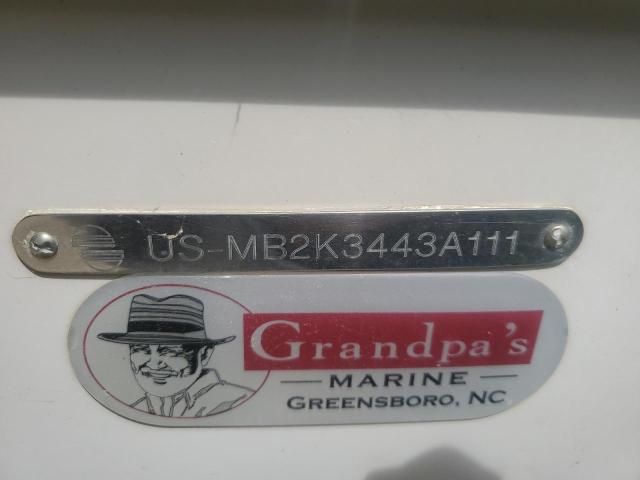 US-MB2K3443A111
Grandpa's
MARINE
GREENSBORO, NC